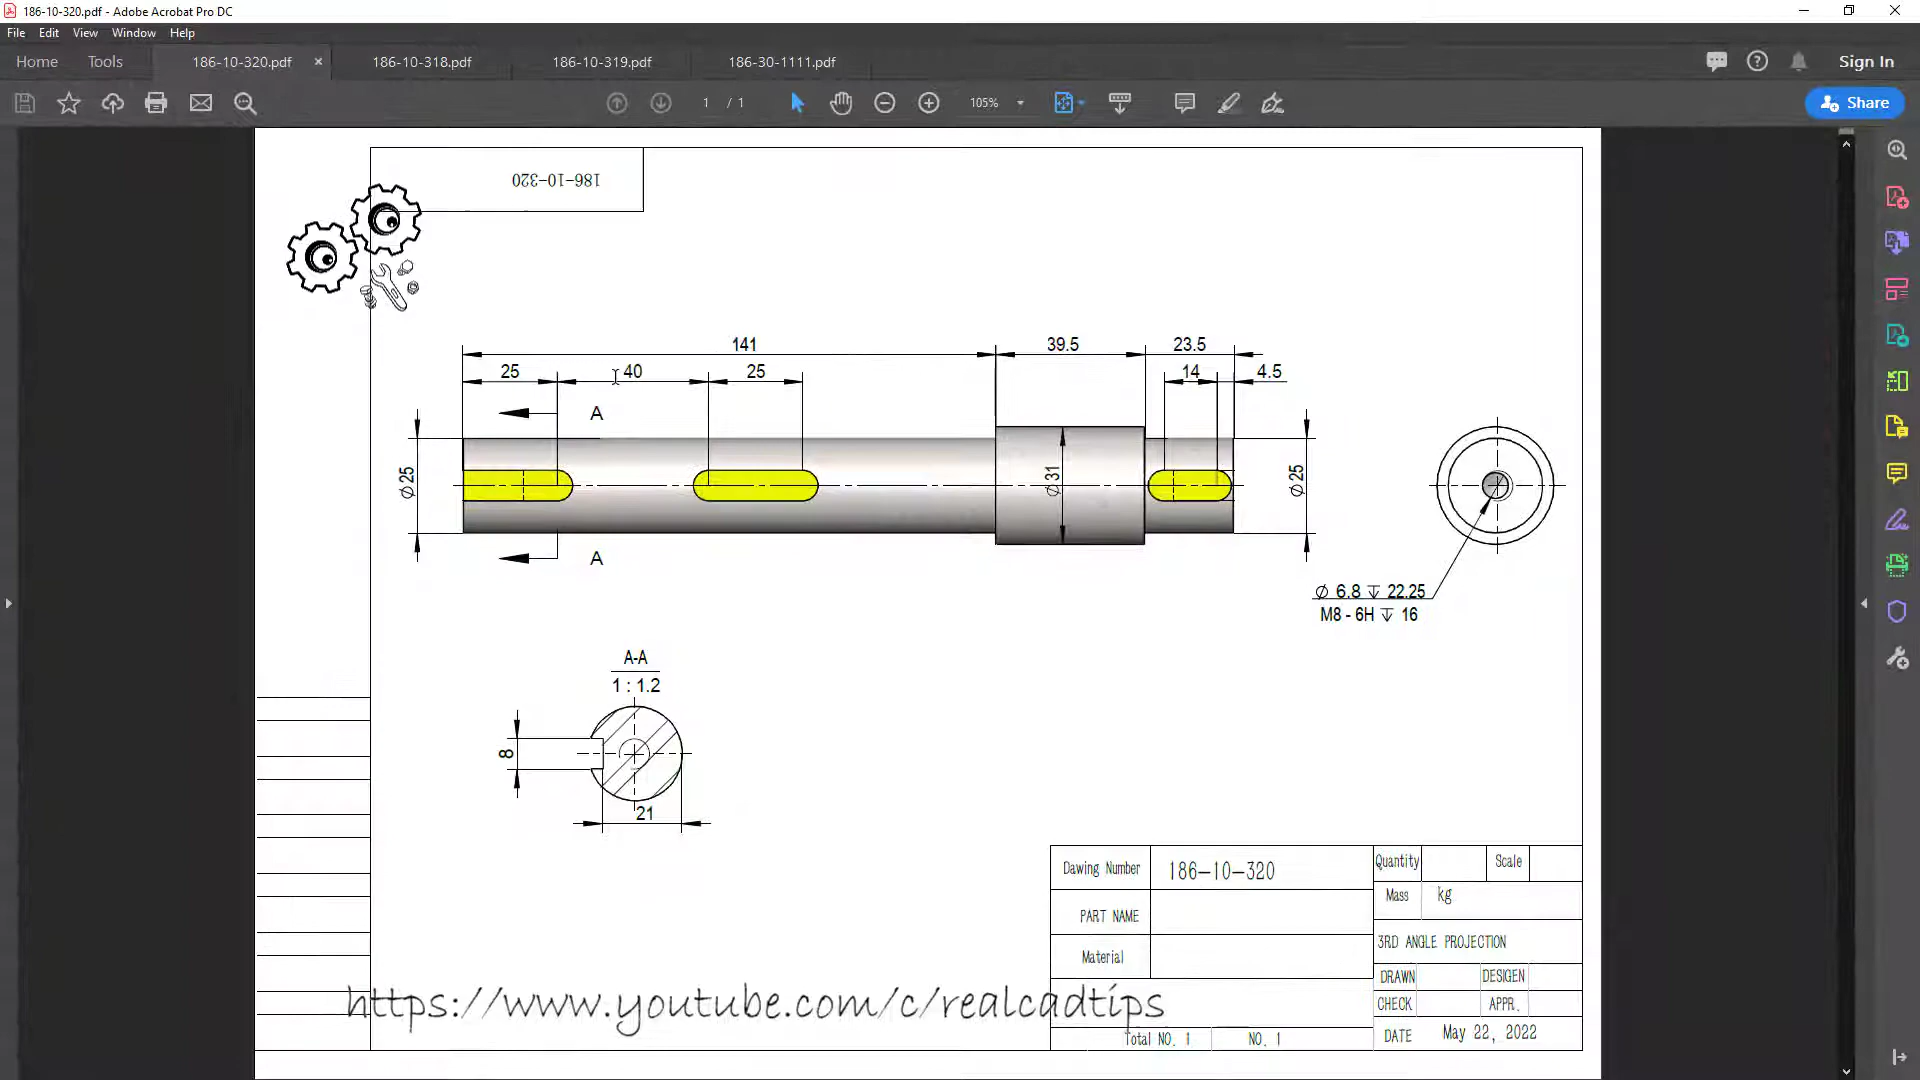 186-10-320.pdf - Adobe Acrobat Pro DC
File Edit View Window Help
Home Tools 186-10-320.pdf × 186-10-318.pdf 186-10-319.pdf 186-30-1111.pdf Sign In
1 / 1 105% Share
186-10-320
141 39.5 23.5
25 40 25 14 4.5
A
⌀25 ⌀31 ⌀25
A
⌀ 6.8 ↧ 22.25
M8 - 6H ↧ 16
A-A
1 : 1.2
8
21
Dawing Number 186-10-320 Quantity Scale
Mass kg
PART NAME
3RD ANGLE PROJECTION
Material
DRAWN DESIGEN
https://www.youtube.com/c/realcadtips
CHECK APPR.
Total NO. 1 NO. 1 DATE May 22, 2022